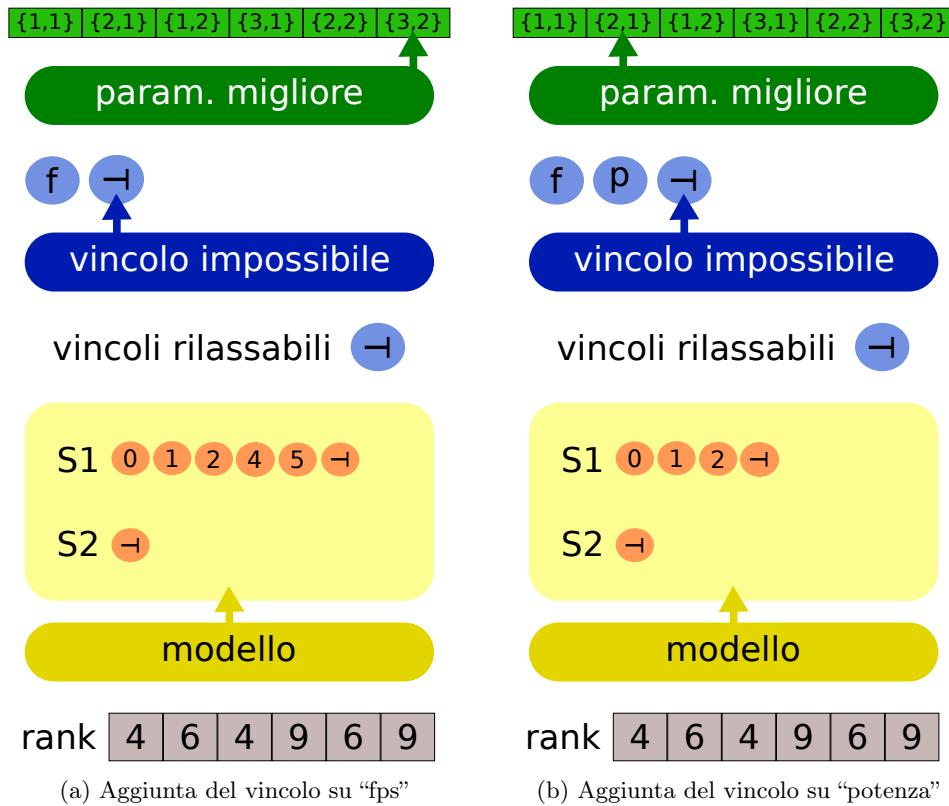 {1,1} {2,1} {1,2} {3,1} {2,2} {3,2}
param. migliore
f ⊣
vincolo impossibile
vincoli rilassabili ⊣
S1 0 1 2 4 5 ⊣
S2 ⊣
modello
rank 4 6 4 9 6 9
(a) Aggiunta del vincolo su “fps”
{1,1} {2,1} {1,2} {3,1} {2,2} {3,2}
param. migliore
f p ⊣
vincolo impossibile
vincoli rilassabili ⊣
S1 0 1 2 ⊣
S2 ⊣
modello
rank 4 6 4 9 6 9
(b) Aggiunta del vincolo su “potenza”